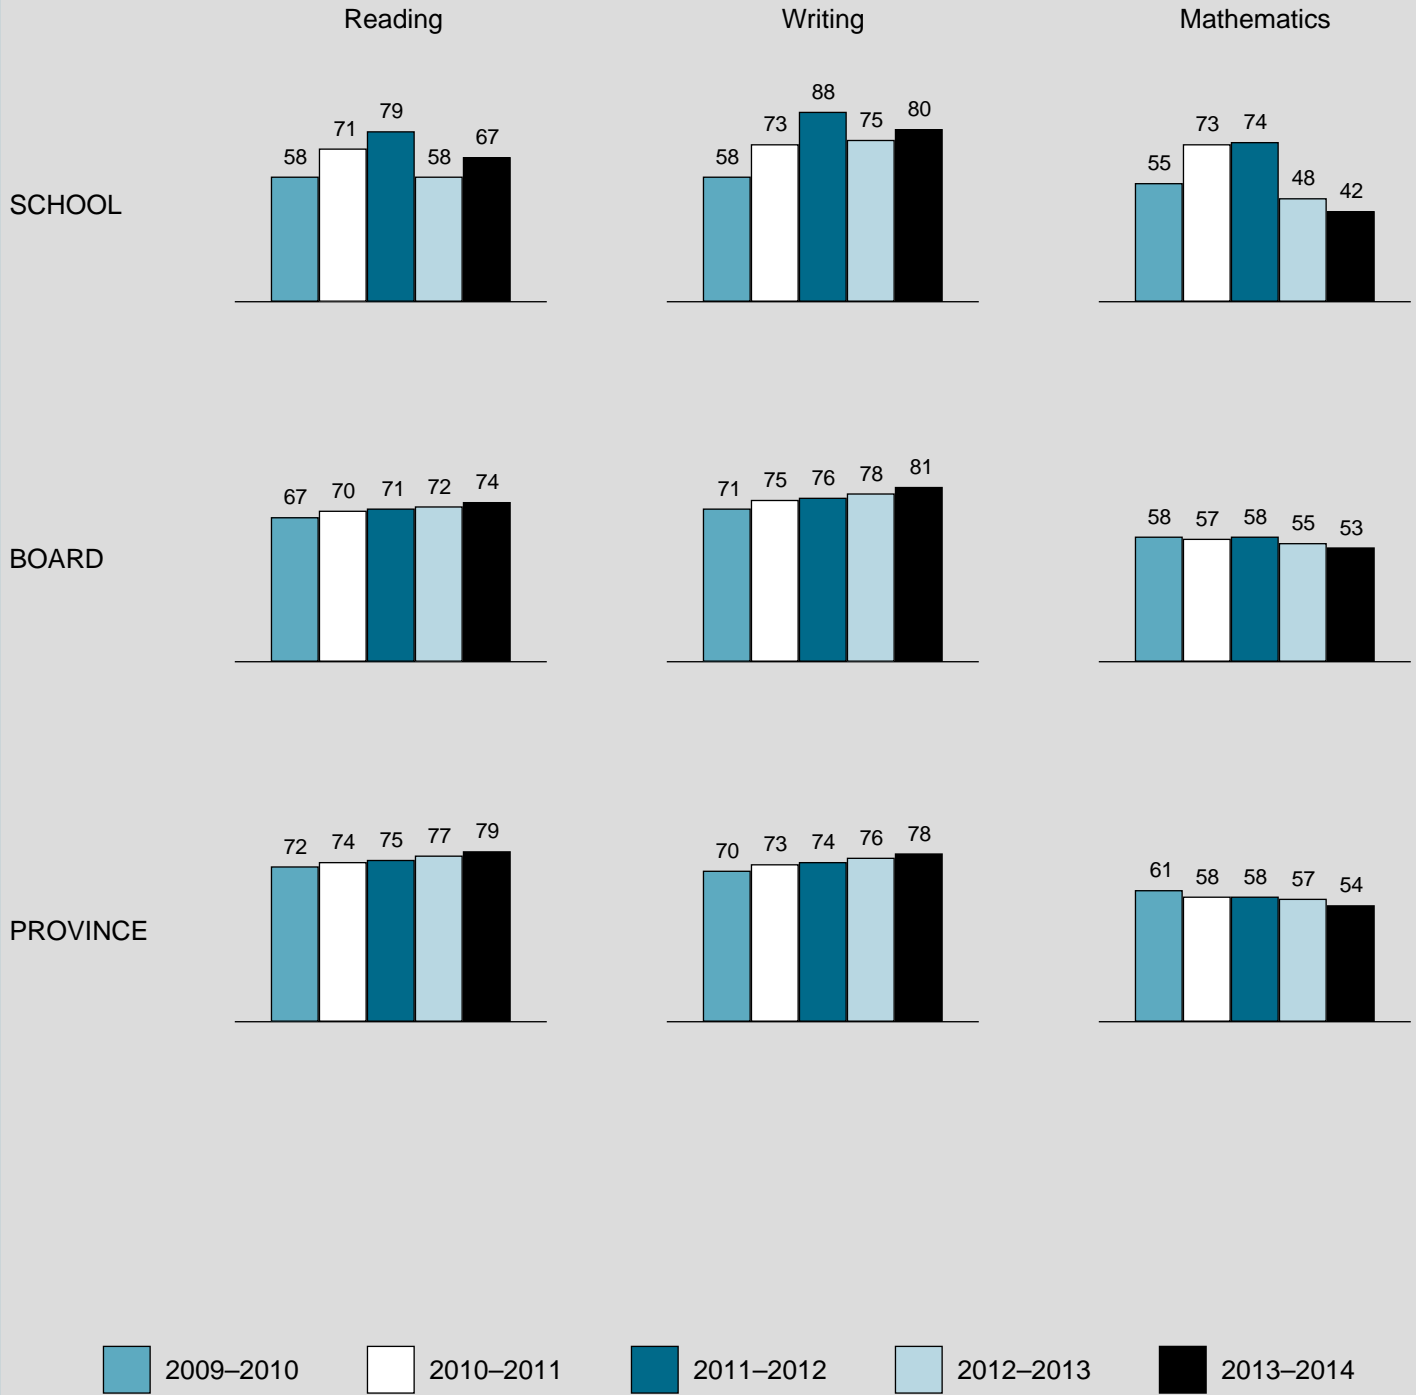 Reading Writing Mathematics
SCHOOL
58 71 79 58 67
58 73 88 75 80
55 73 74 48 42
BOARD
67 70 71 72 74
71 75 76 78 81
58 57 58 55 53
PROVINCE
72 74 75 77 79
70 73 74 76 78
61 58 58 57 54
2009–2010 2010–2011 2011–2012 2012–2013 2013–2014